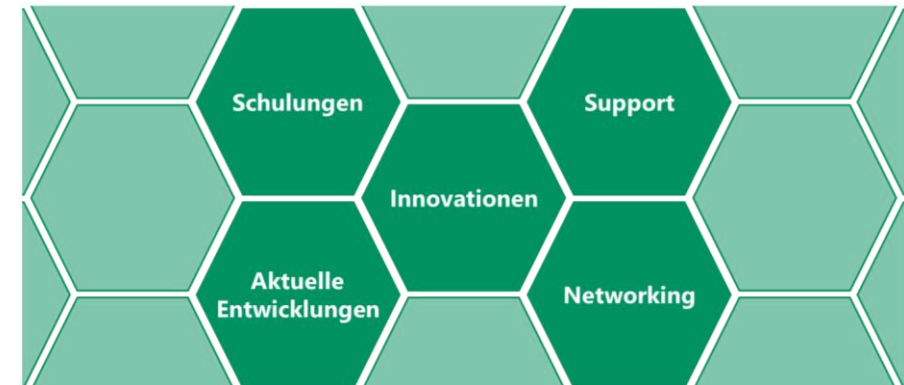 Schulungen
Support
Innovationen
Aktuelle
Entwicklungen
Networking